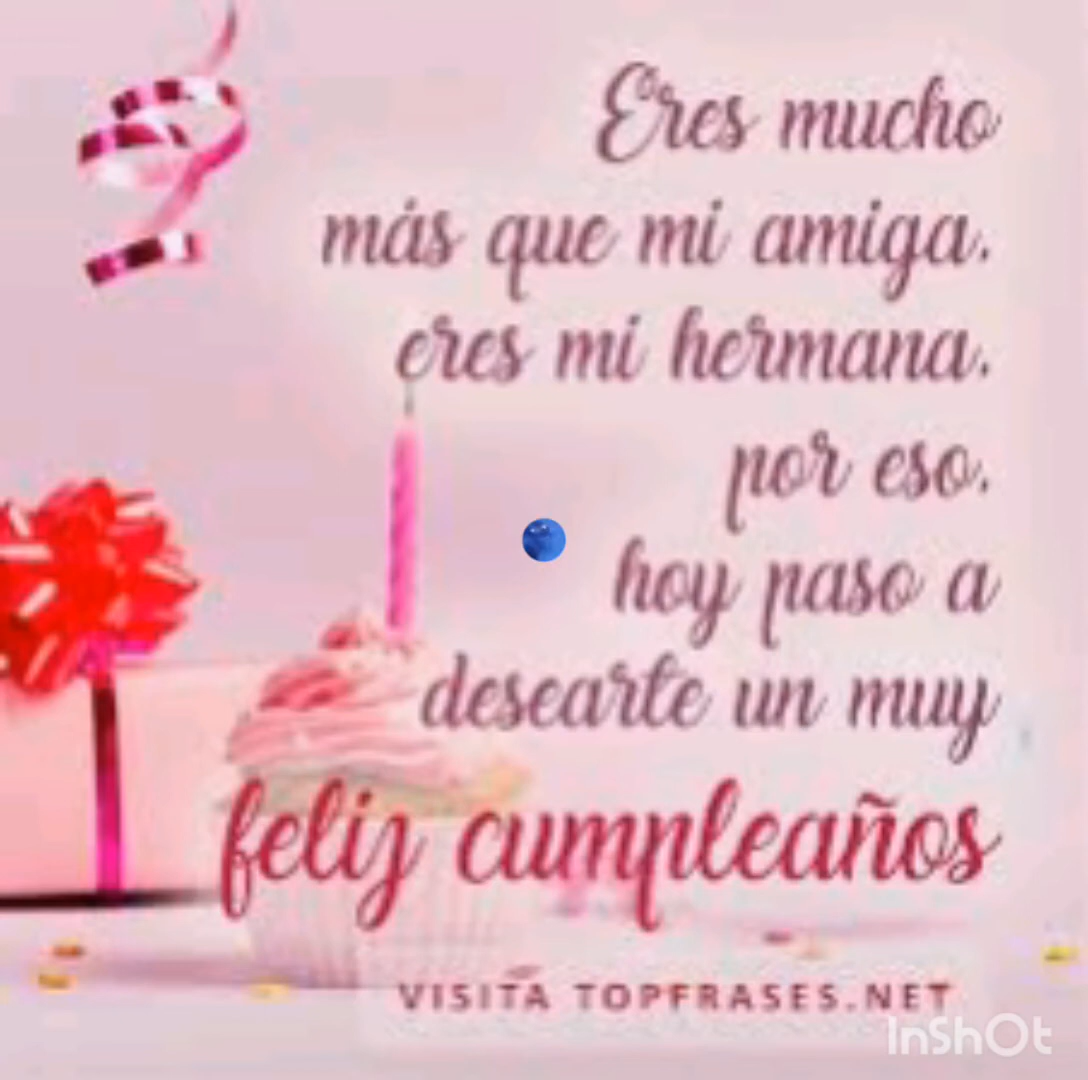 Eres mucho
más que mi amiga,
eres mi hermana,
por eso,
hoy paso a
desearte un muy
feliz cumpleaños
VISITA TOPFRASES.NET
InShOt